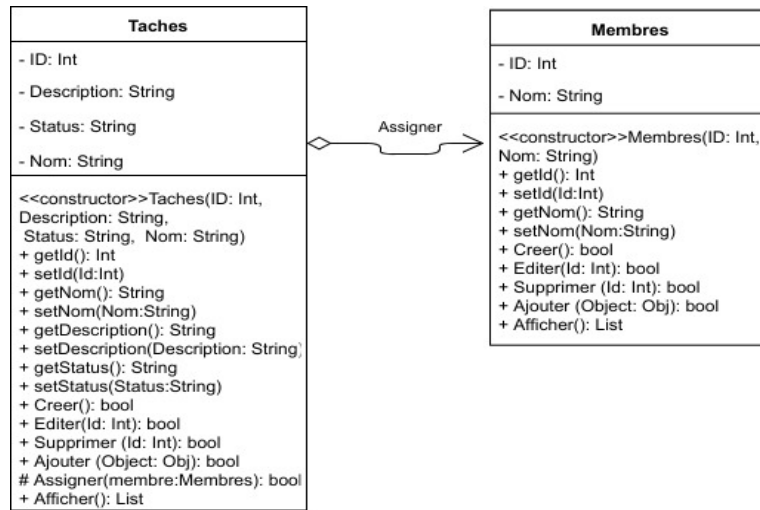 Taches
- ID: Int
- Description: String
- Status: String
- Nom: String
<<constructor>>Taches(ID: Int,
Description: String,
Status: String, Nom: String)
+ getId(): Int
+ setId(Id:Int)
+ getNom(): String
+ setNom(Nom:String)
+ getDescription(): String
+ setDescription(Description: String)
+ getStatus(): String
+ setStatus(Status:String)
+ Creer(): bool
+ Editer(Id: Int): bool
+ Supprimer (Id: Int): bool
+ Ajouter (Object: Obj): bool
# Assigner(membre:Membres): bool
+ Afficher(): List
Assigner
Membres
- ID: Int
- Nom: String
<<constructor>>Membres(ID: Int,
Nom: String)
+ getId(): Int
+ setId(Id:Int)
+ getNom(): String
+ setNom(Nom:String)
+ Creer(): bool
+ Editer(Id: Int): bool
+ Supprimer (Id: Int): bool
+ Ajouter (Object: Obj): bool
+ Afficher(): List